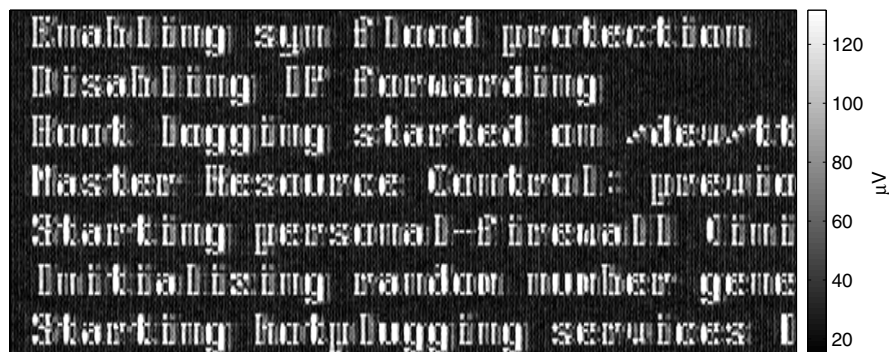 Enabling syn flood protection
Disabling IP forwarding
Boot logging started on /dev/tt
Master Resource Control: previo
Starting personal-firewall (ini
Initialising random number gene
Starting hotplugging services [
120
100
80
60
40
20
µV